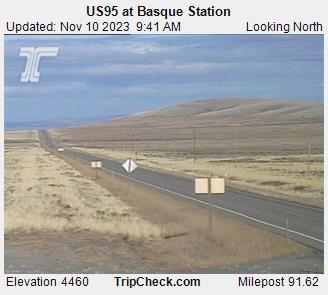 US95 at Basque Station
Updated: Nov 10 2023 9:41 AM Looking North
Elevation 4460 TripCheck.com Milepost 91.62